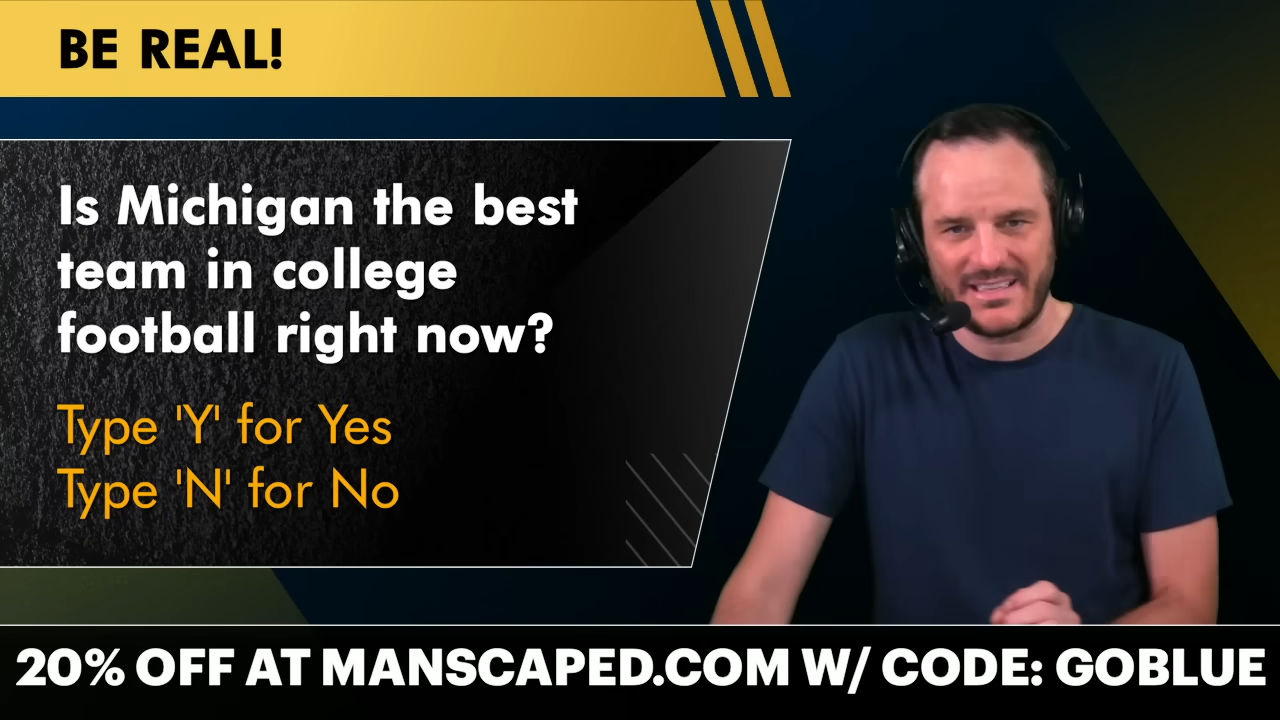 BE REAL!
Is Michigan the best
team in college
football right now?
Type 'Y' for Yes
Type 'N' for No
20% OFF AT MANSCAPED.COM W/ CODE: GOBLUE